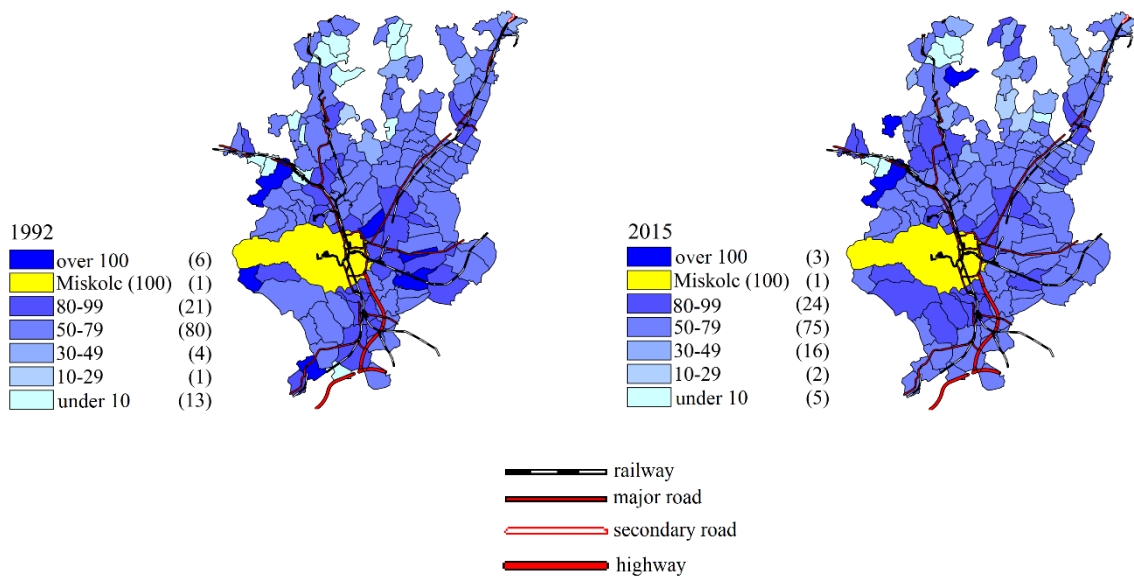 1992
over 100 (6)
Miskolc (100) (1)
80-99 (21)
50-79 (80)
30-49 (4)
10-29 (1)
under 10 (13)
2015
over 100 (3)
Miskolc (100) (1)
80-99 (24)
50-79 (75)
30-49 (16)
10-29 (2)
under 10 (5)
railway
major road
secondary road
highway